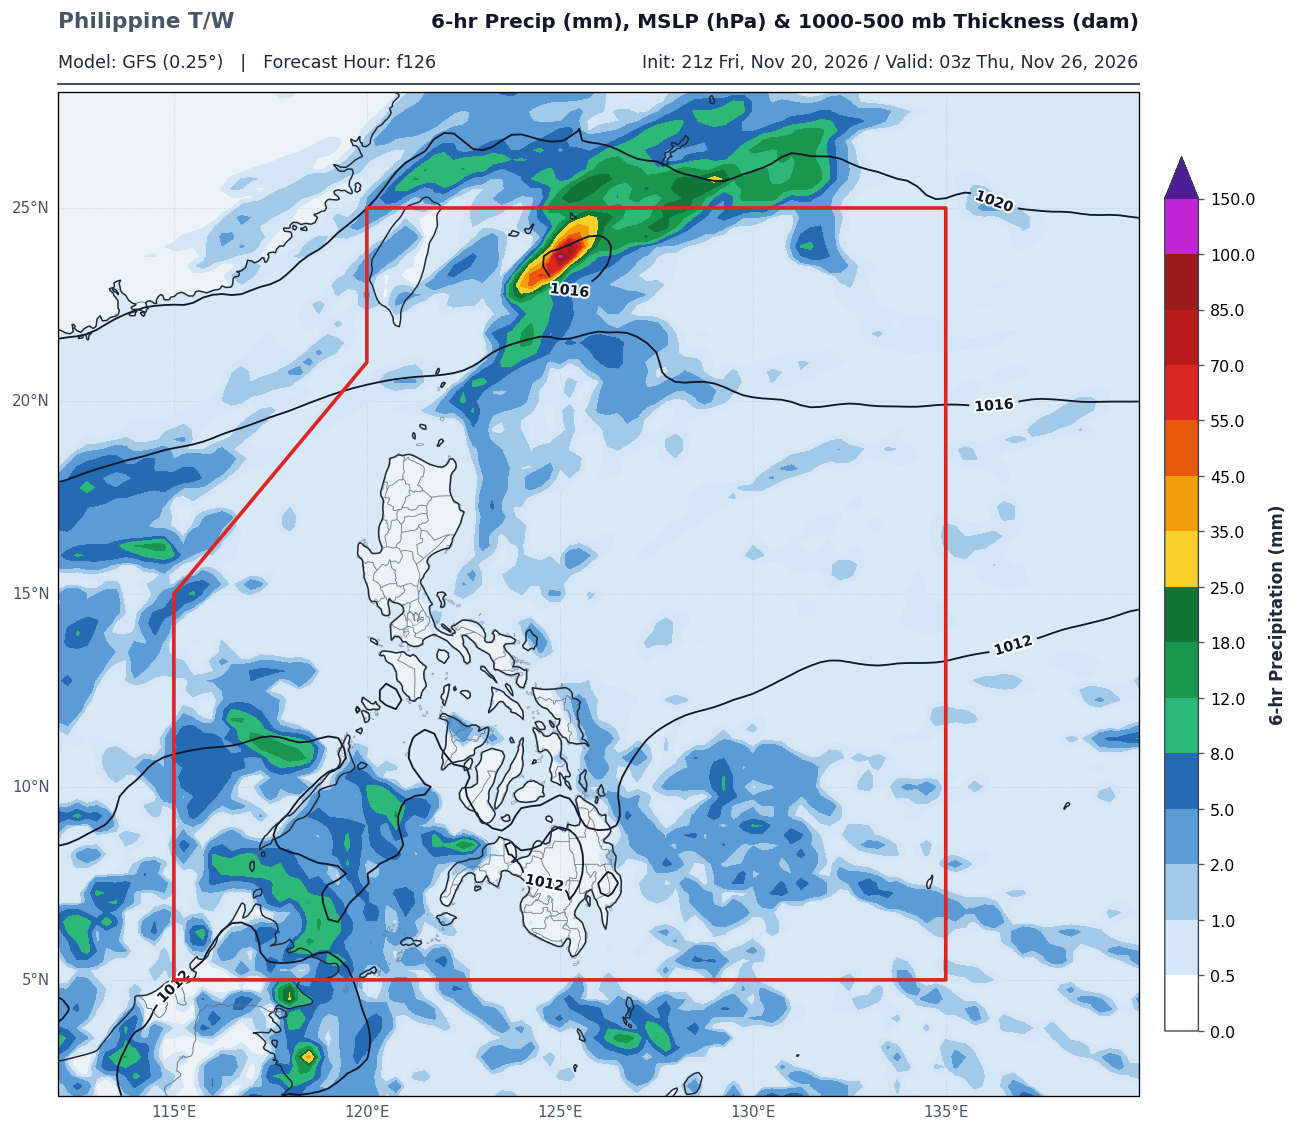 Philippine T/W
6-hr Precip (mm), MSLP (hPa) & 1000-500 mb Thickness (dam)
Model: GFS (0.25°) | Forecast Hour: f126
Init: 21z Fri, Nov 20, 2026 / Valid: 03z Thu, Nov 26, 2026
25°N
20°N
15°N
10°N
5°N
115°E
120°E
125°E
130°E
135°E
1020
1016
1016
1012
1012
1012
150.0
100.0
85.0
70.0
55.0
45.0
35.0
25.0
18.0
12.0
8.0
5.0
2.0
1.0
0.5
0.0
6-hr Precipitation (mm)